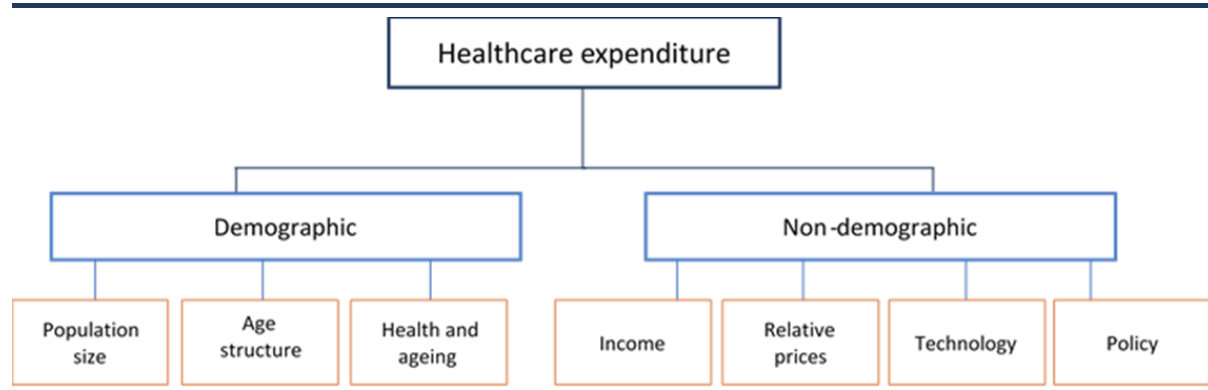 Healthcare expenditure
Demographic
Non-demographic
Population
size
Age
structure
Health and
ageing
Income
Relative
prices
Technology
Policy